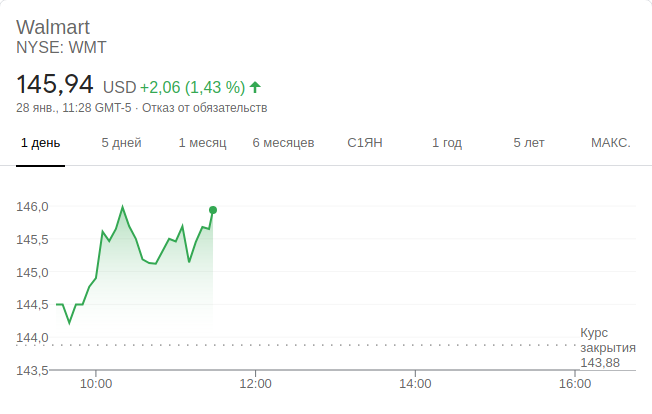 Walmart
NYSE: WMT
145,94 USD +2,06 (1,43 %)
28 янв., 11:28 GMT-5 · Отказ от обязательств
1 день 5 дней 1 месяц 6 месяцев С1ЯН 1 год 5 лет МАКС.
146,0
145,5
145,0
144,5
144,0
Курс
закрытия
143,88
143,5
10:00 12:00 14:00 16:00